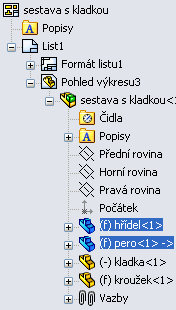 sestava s kladkou
Popisy
List1
Formát listu1
Pohled výkresu3
sestava s kladkou<1
Čidla
Popisy
Přední rovina
Horní rovina
Pravá rovina
Počátek
(f) hřídel<1>
(f) pero<1> ->
(-) kladka<1>
(f) kroužek<1>
Vazby